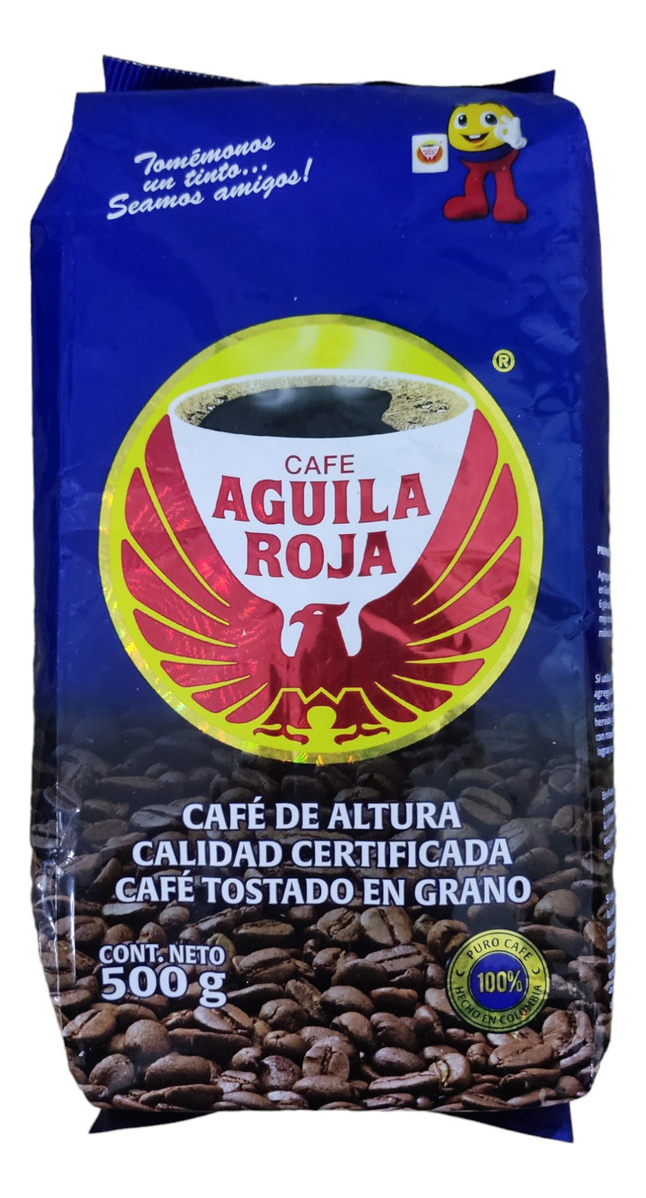 Tomémonos
un tinto...
Seamos amigos!
®
CAFE
AGUILA
ROJA
CAFÉ DE ALTURA
CALIDAD CERTIFICADA
CAFÉ TOSTADO EN GRANO
CONT. NETO
500 g
PURO CAFE
100%
HECHO EN COLOMBIA